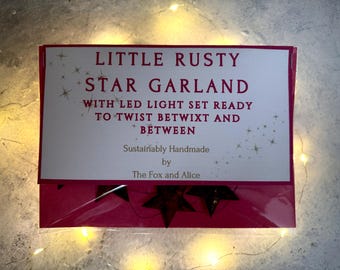 LITTLE RUSTY
STAR GARLAND
WITH LED LIGHT SET READY
TO TWIST BETWIXT AND
BETWEEN
Sustainably Handmade
by
The Fox and Alice